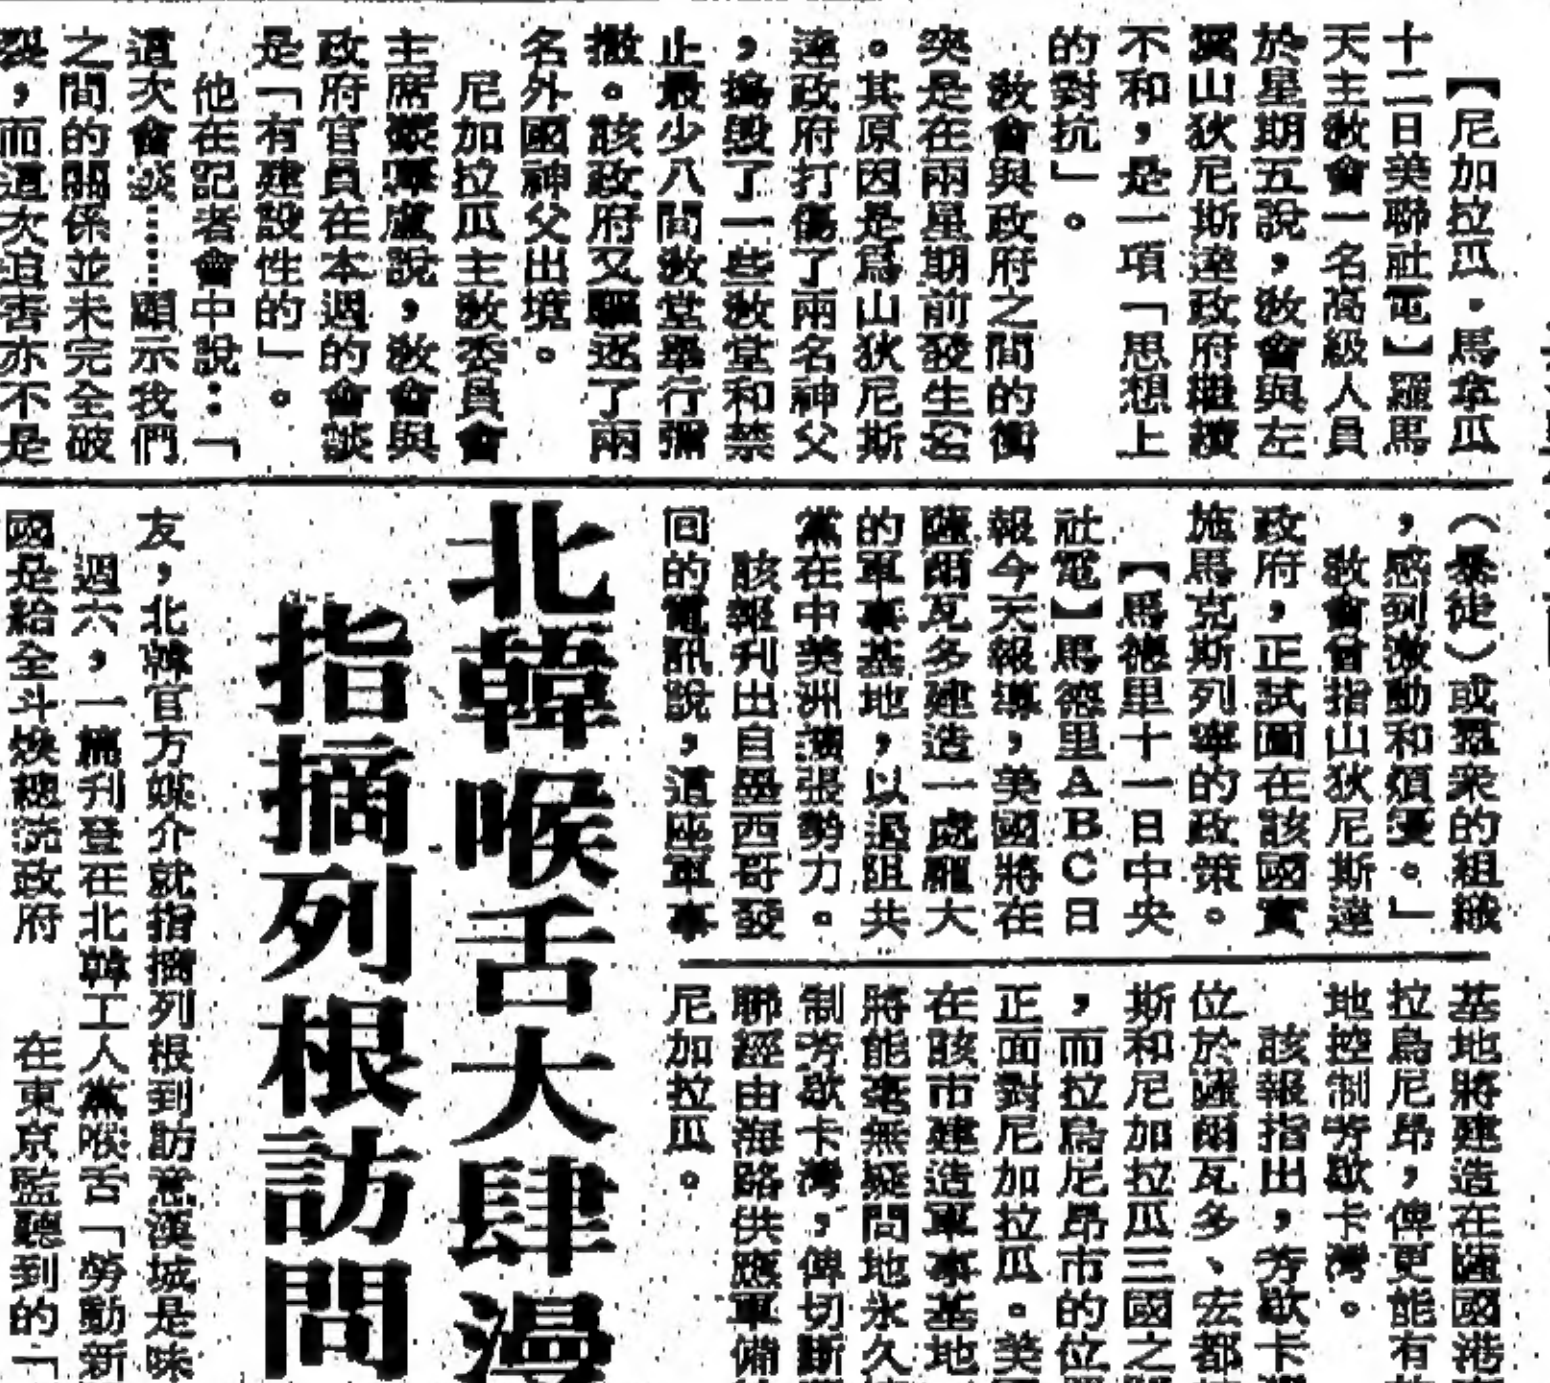 【尼加拉瓜·馬拿瓜
十二日美聯社電】羅馬
天主教會一名高級人員
於星期五說，教會與左
翼山狄尼斯達政府繼續
不和，是一項「思想上
的對抗」。
教會與政府之間的衝
突是在兩星期前發生
。其原因是爲山狄尼斯
達政府打傷了兩名神父
，搗毀了一些教堂和禁
止最少八間教堂舉行彌
撒。該政府又驅逐了兩
名外國神父出境。
尼加拉瓜主教委員會
主席盧說，教會與
政府官員在本週的會談
是「有建設性的」。
他在記者會中說：「
這次會談……顯示我們
之間的關係並未完全破
裂，而這次迫害亦不是
（暴徒）或羣衆的組織
，感到激動和煩擾。」
教會曾指山狄尼斯達
政府，正試圖在該國實
施馬克斯列寧的政策。
【馬德里十一日中央
社電】馬德里ABC日
報今天報導，美國將在
薩爾瓦多建造一處龐大
的軍事基地，以遏阻共
黨在中美洲擴張勢力。
該報刊出自墨西哥發
回的電訊說，這座軍事
基地將建造在薩國港
拉烏尼昂，俾更能有
地控制芳歇卡灣。
該報指出，芳歇卡
位於薩爾瓦多、宏都
斯和尼加拉瓜三國之
，而拉烏尼昂市的位
正面對尼加拉瓜。美
在該市建造軍事基地
將能毫無疑問地永久
制芳歇卡灣，俾切斷
聯經由海路供應軍備
尼加拉瓜。
北韓喉舌大肆漫
指摘列根訪問
友，北韓官方媒介就指摘列根到訪意漢城是味
週六，一篇刊登在北韓工人黨喉舌「勞動新
國是給全斗煥總統政府
在東京監聽到的「